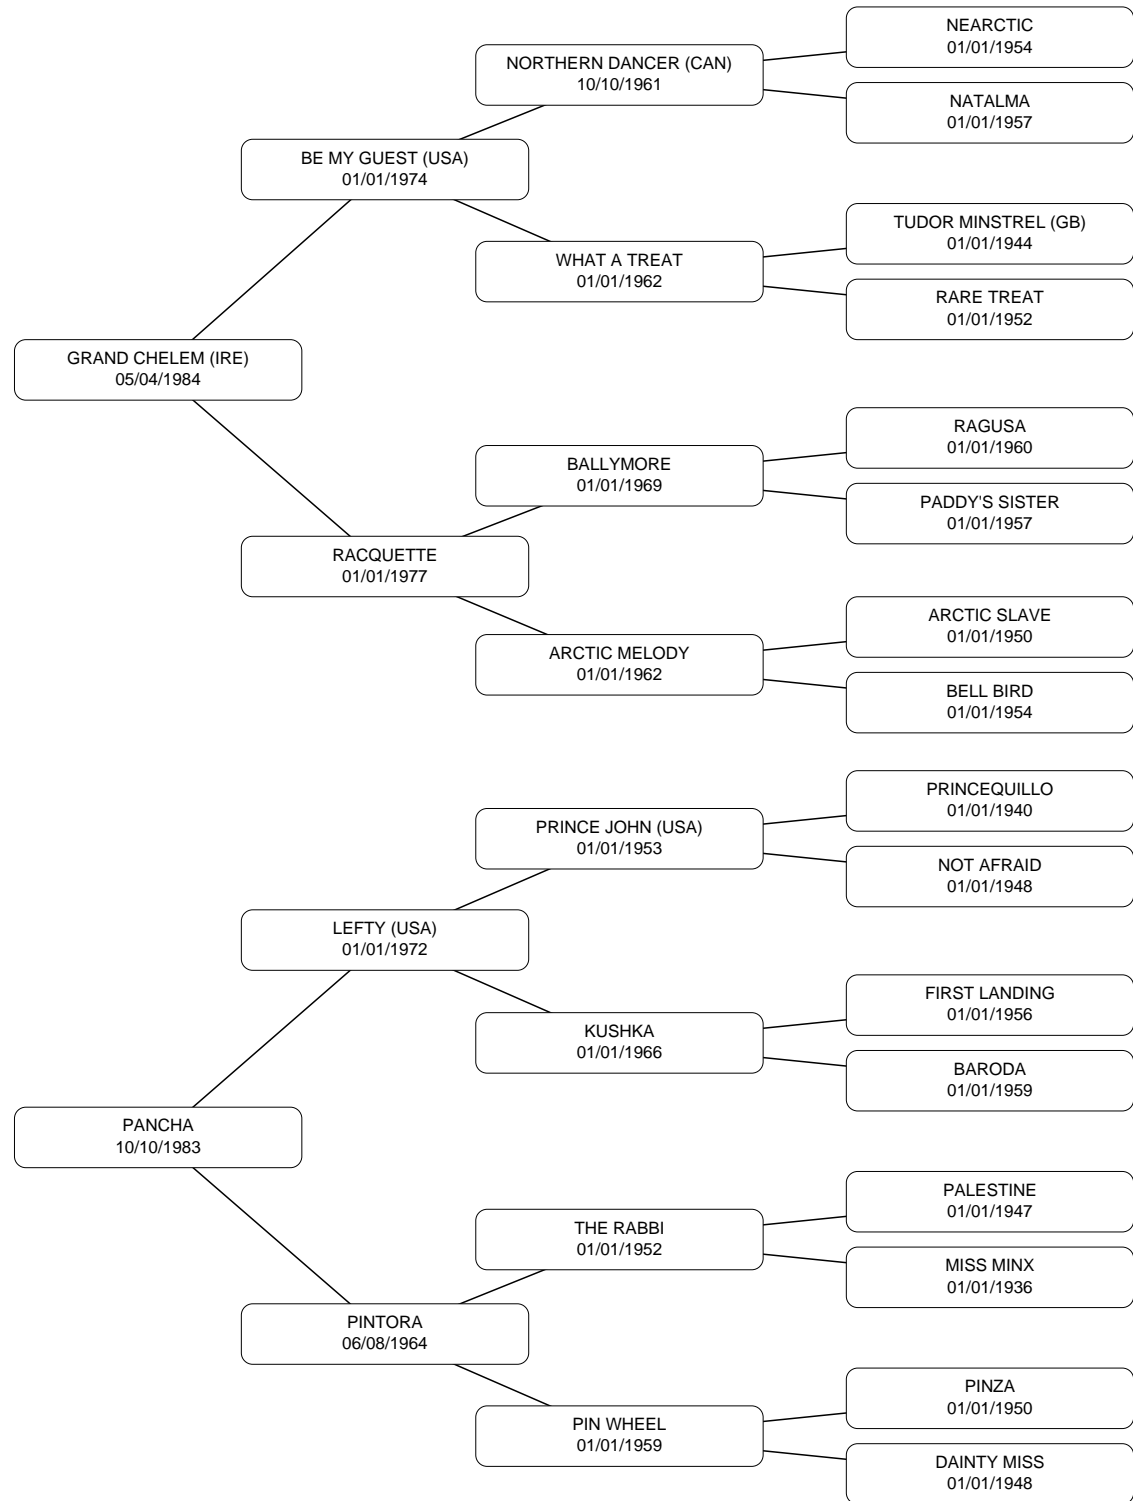 NEARCTIC
01/01/1954
NORTHERN DANCER (CAN)
10/10/1961
NATALMA
01/01/1957
BE MY GUEST (USA)
01/01/1974
TUDOR MINSTREL (GB)
01/01/1944
WHAT A TREAT
01/01/1962
RARE TREAT
01/01/1952
GRAND CHELEM (IRE)
05/04/1984
RAGUSA
01/01/1960
BALLYMORE
01/01/1969
PADDY'S SISTER
01/01/1957
RACQUETTE
01/01/1977
ARCTIC SLAVE
01/01/1950
ARCTIC MELODY
01/01/1962
BELL BIRD
01/01/1954
PRINCEQUILLO
01/01/1940
PRINCE JOHN (USA)
01/01/1953
NOT AFRAID
01/01/1948
LEFTY (USA)
01/01/1972
FIRST LANDING
01/01/1956
KUSHKA
01/01/1966
BARODA
01/01/1959
PANCHA
10/10/1983
PALESTINE
01/01/1947
THE RABBI
01/01/1952
MISS MINX
01/01/1936
PINTORA
06/08/1964
PINZA
01/01/1950
PIN WHEEL
01/01/1959
DAINTY MISS
01/01/1948